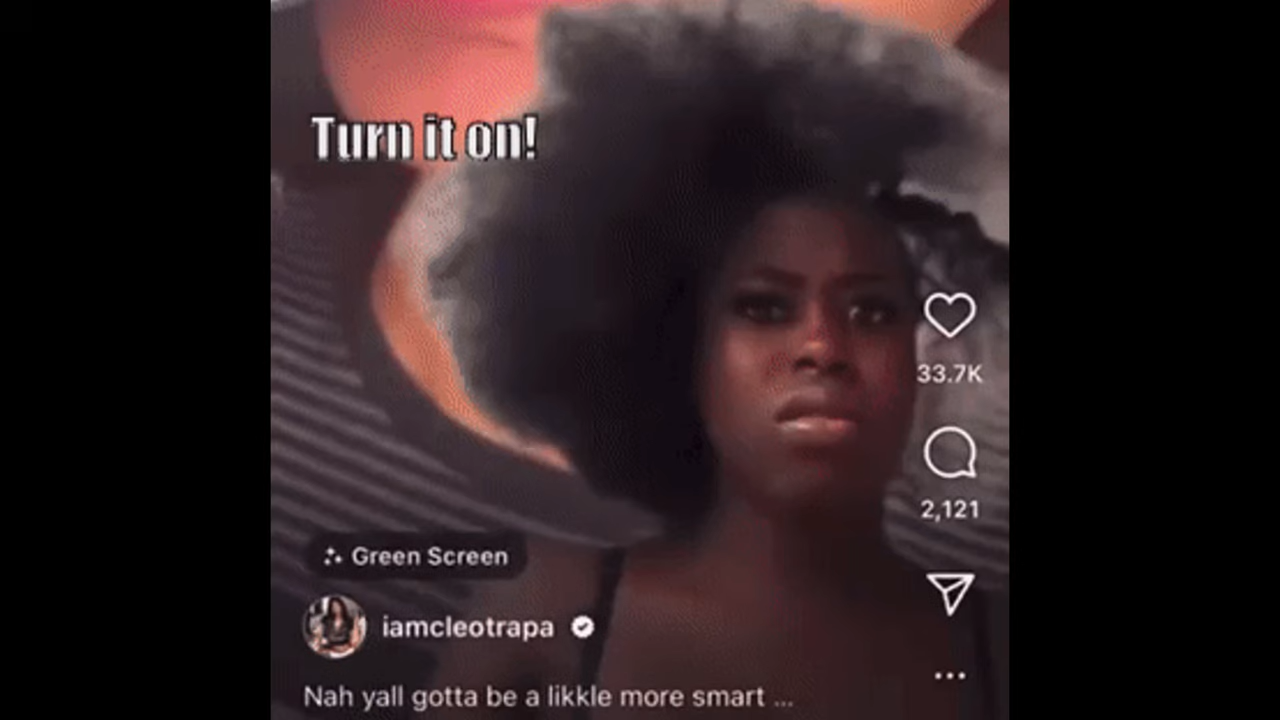 Turn it on!
33.7K
2,121
Green Screen
iamcleotrapa
Nah yall gotta be a likkle more smart ...